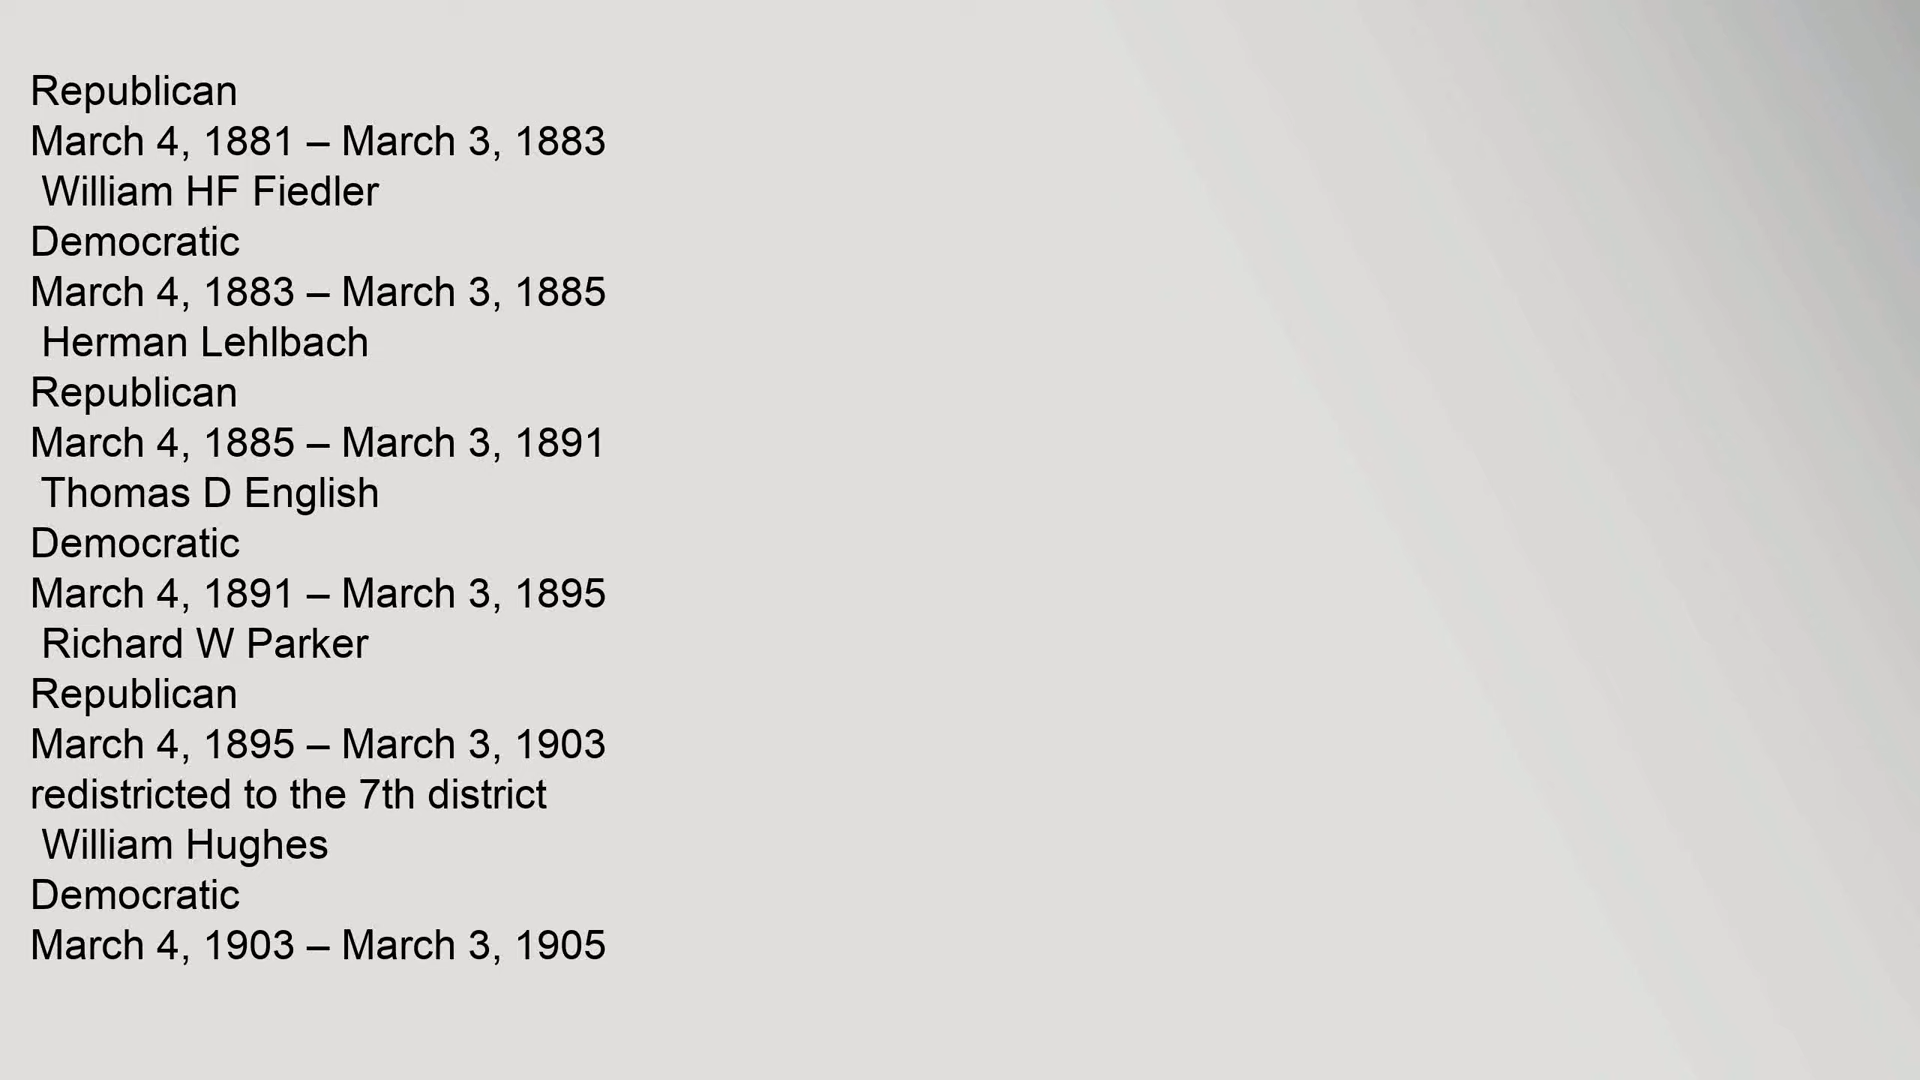 Republican
March 4, 1881 – March 3, 1883
William HF Fiedler
Democratic
March 4, 1883 – March 3, 1885
Herman Lehlbach
Republican
March 4, 1885 – March 3, 1891
Thomas D English
Democratic
March 4, 1891 – March 3, 1895
Richard W Parker
Republican
March 4, 1895 – March 3, 1903
redistricted to the 7th district
William Hughes
Democratic
March 4, 1903 – March 3, 1905